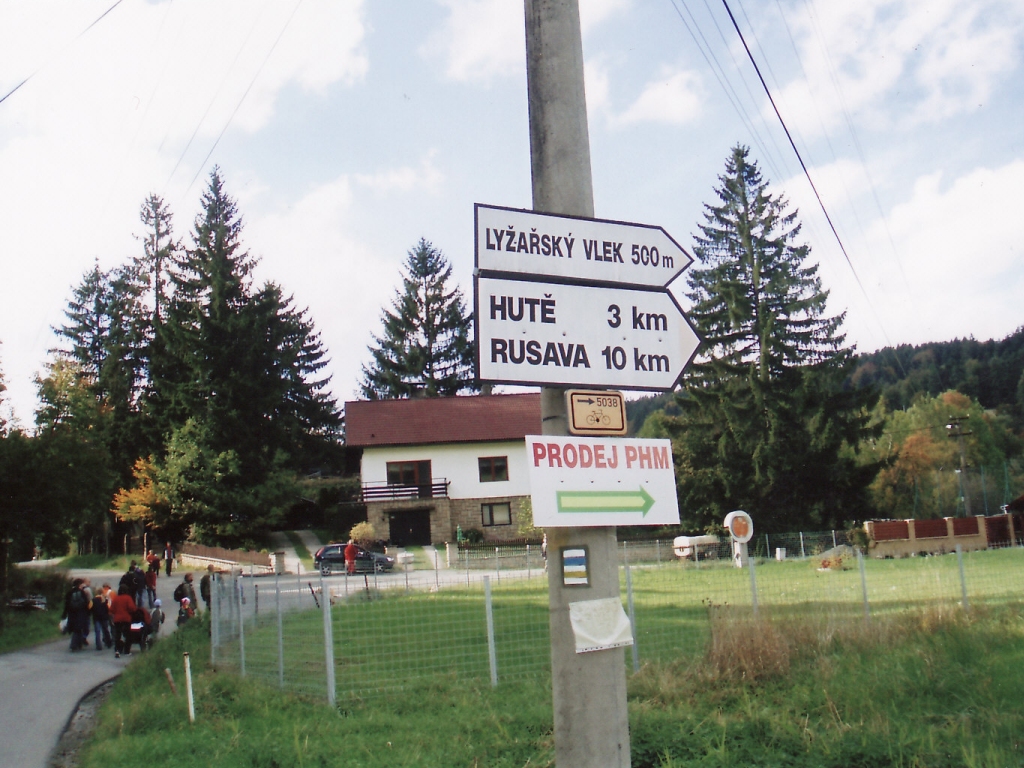 LYŽAŘSKÝ VLEK 500 m
HUTĚ 3 km
RUSAVA 10 km
5038
PRODEJ PHM